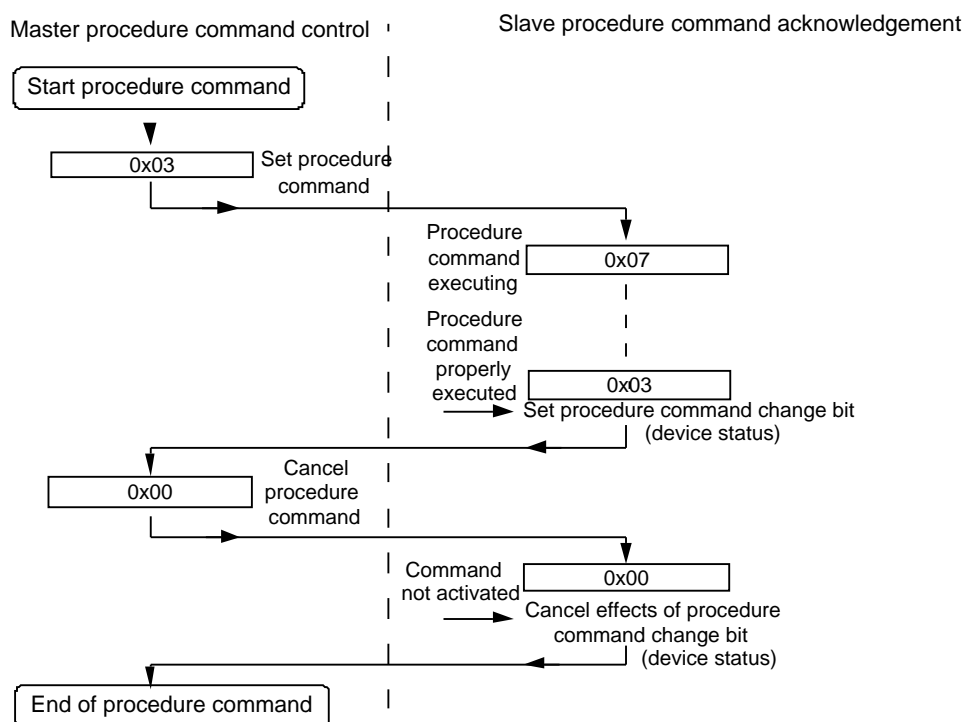 Master procedure command control
Slave procedure command acknowledgement
Start procedure command
0x03
Set procedure
command
Procedure
command
executing
0x07
Procedure
command
properly
executed
0x03
Set procedure command change bit
(device status)
0x00
Cancel
procedure
command
Command
not activated
0x00
Cancel effects of procedure
command change bit
(device status)
End of procedure command